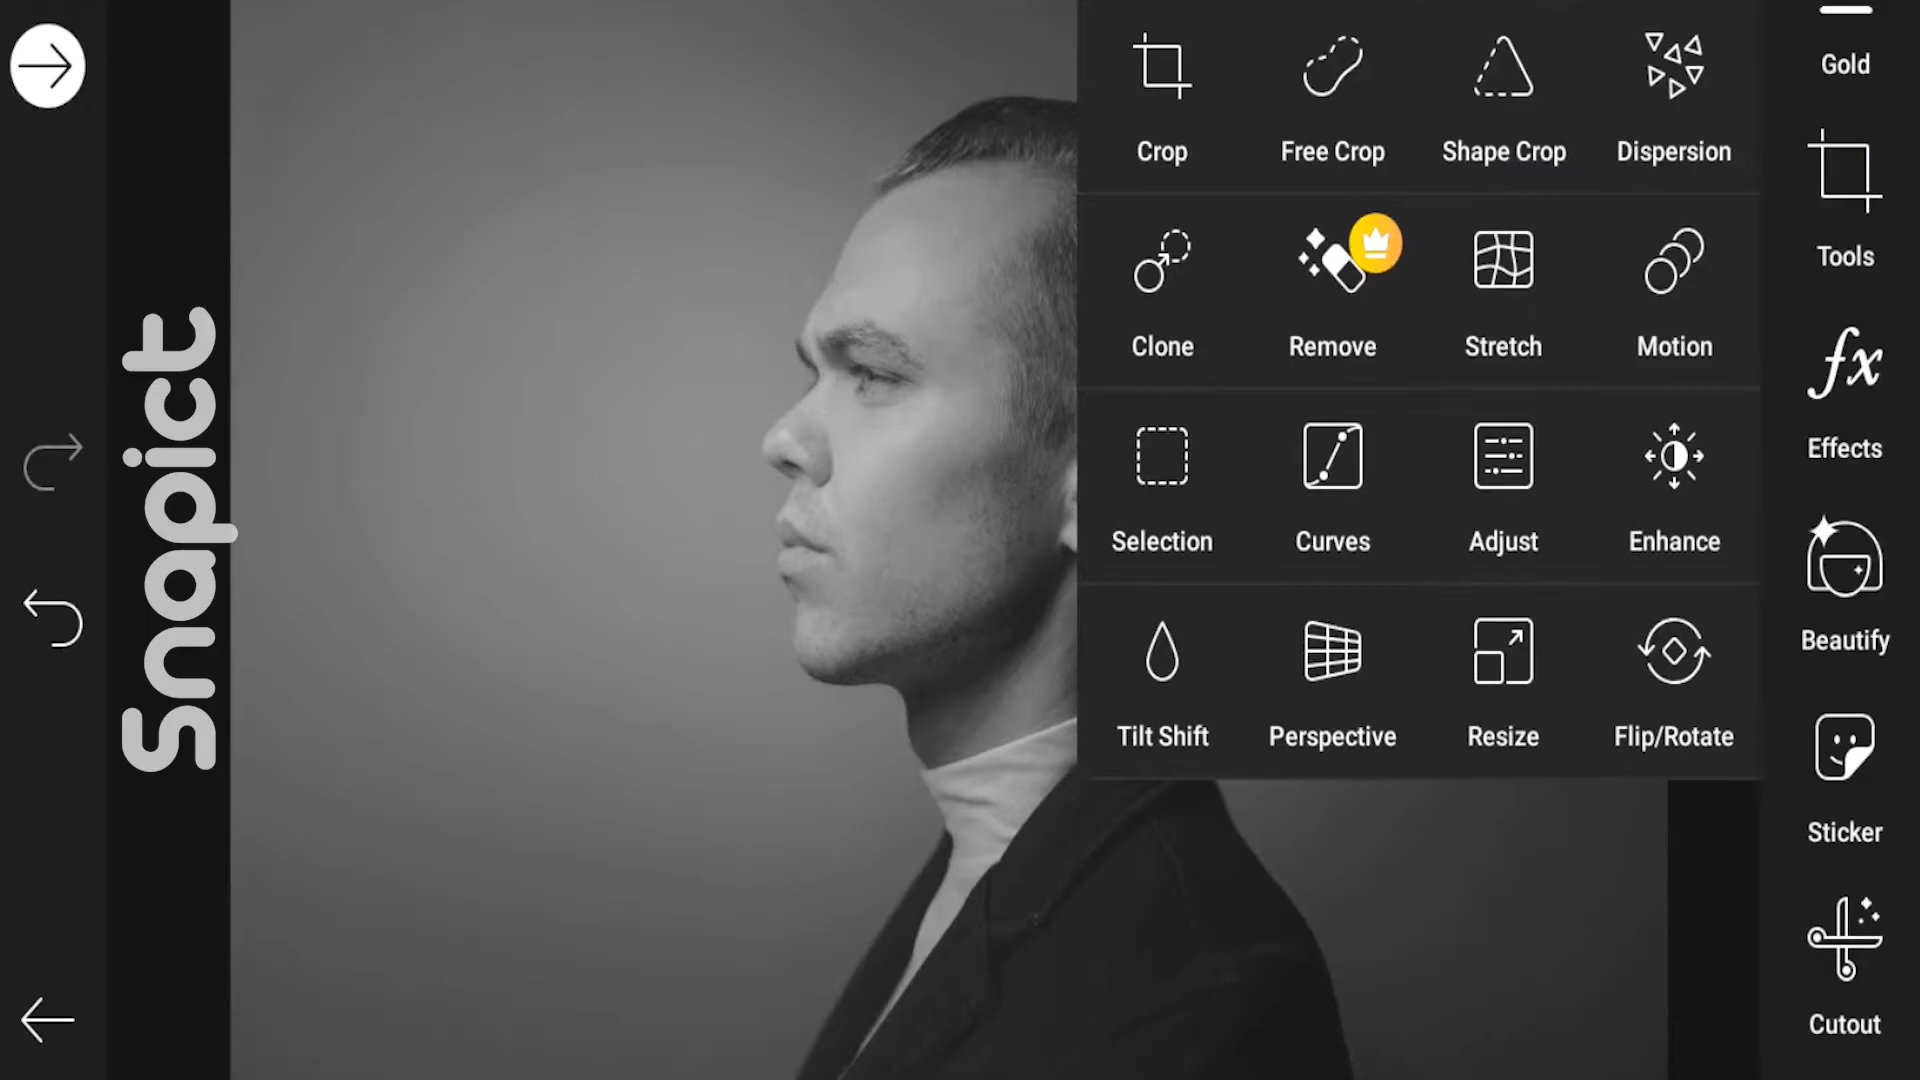 Snapict
Crop
Free Crop
Shape Crop
Dispersion
Clone
Remove
Stretch
Motion
Selection
Curves
Adjust
Enhance
Tilt Shift
Perspective
Resize
Flip/Rotate
Gold
Tools
fx
Effects
Beautify
Sticker
Cutout